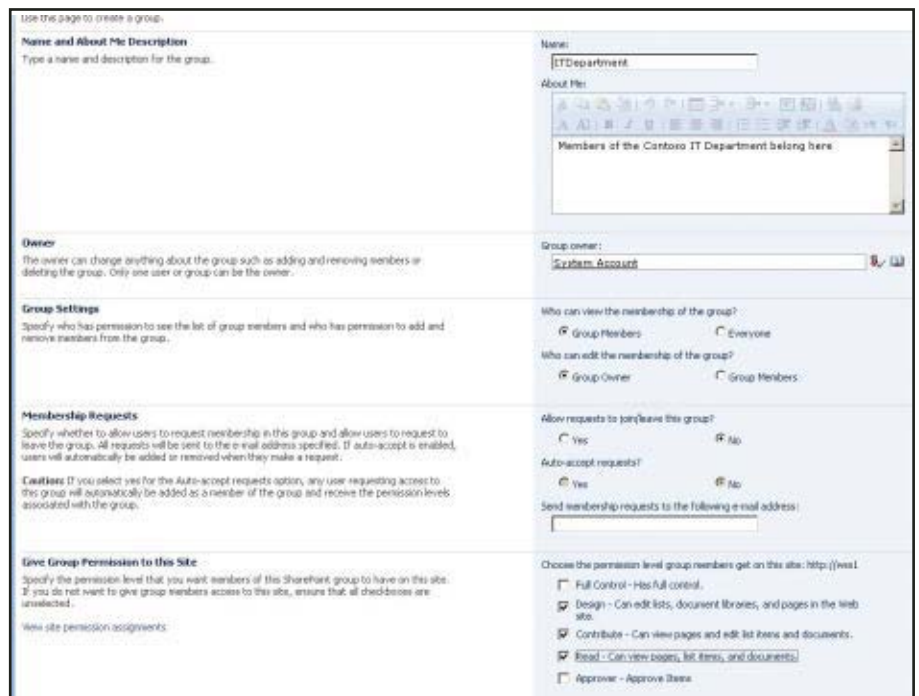 Use this page to create a group.
Name and About Me Description
Type a name and description for the group.
Name:
ITDepartment
About Me:
Members of the Contoso IT Department belong here
Owner
The owner can change anything about the group such as adding and removing members or
deleting the group. Only one user or group can be the owner.
Group owner:
System Account
Group Settings
Specify who has permission to see the list of group members and who has permission to add and
remove members from the group.
Who can view the membership of the group?
Group Members Everyone
Who can edit the membership of the group?
Group Owner Group Members
Membership Requests
Specify whether to allow users to request membership in this group and allow users to request to
leave the group. All requests will be sent to the e-mail address specified. If auto-accept is enabled,
users will automatically be added or removed when they make a request.
Caution: If you select yes for the Auto-accept requests option, any user requesting access to
this group will automatically be added as a member of the group and receive the permission levels
associated with the group.
Allow requests to join/leave this group?
Yes No
Auto-accept requests?
Yes No
Send membership requests to the following e-mail address:
Give Group Permission to this Site
Specify the permission level that you want members of this SharePoint group to have on this site.
If you do not want to give group members access to this site, ensure that all checkboxes are
unselected.
View site permission assignments
Choose the permission level group members get on this site: http://wss1
Full Control - Has full control.
Design - Can edit lists, document libraries, and pages in the Web
site.
Contribute - Can view pages and edit list items and documents.
Read - Can view pages, list items, and documents.
Approver - Approve Items